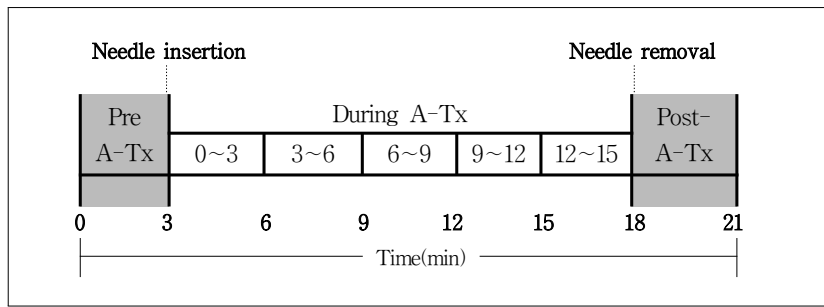 Needle insertion
Needle removal
Pre
A-Tx
During A-Tx
Post-
A-Tx
0~3
3~6
6~9
9~12
12~15
0 3 6 9 12 15 18 21
Time(min)